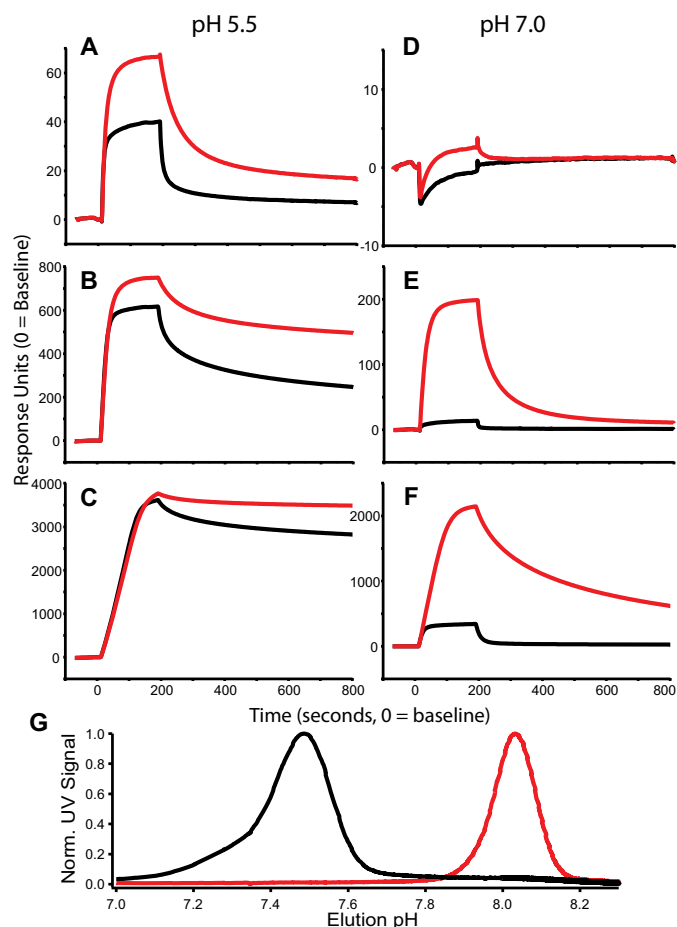 pH 5.5
pH 7.0
A
60
40
20
0
D
10
0
-10
B
800
600
400
200
0
E
200
100
0
C
4000
3000
2000
1000
0
0 200 400 600 800
F
2000
1000
0
0 200 400 600 800
Response Units (0 = Baseline)
Time (seconds, 0 = baseline)
G
1.0
0.8
0.6
0.4
0.2
0.0
Norm. UV Signal
7.0 7.2 7.4 7.6 7.8 8.0 8.2
Elution pH